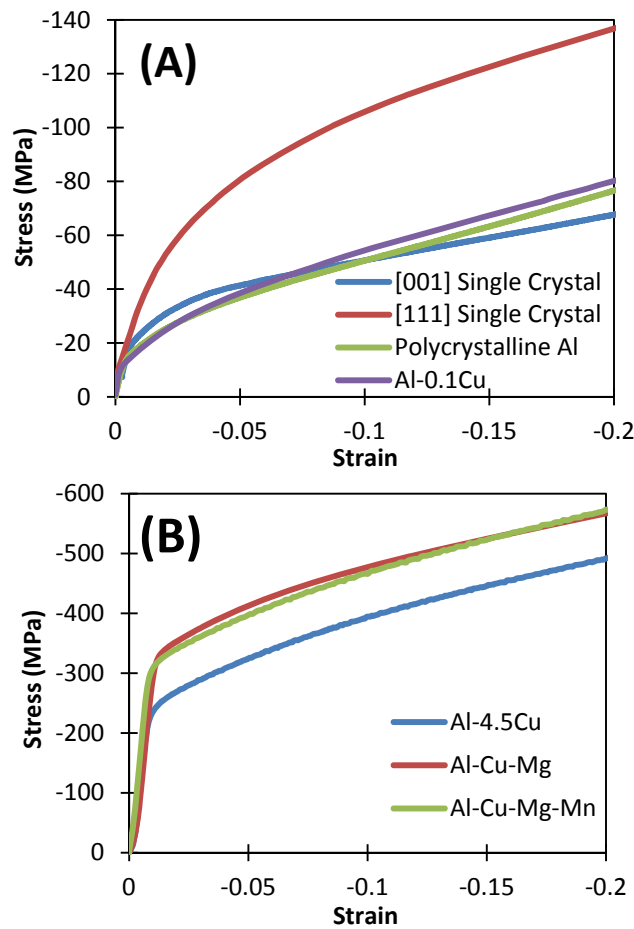 (A)
Stress (MPa)
-140
-120
-100
-80
-60
-40
-20
0
[001] Single Crystal
[111] Single Crystal
Polycrystalline Al
Al-0.1Cu
0
-0.05
-0.1
-0.15
-0.2
Strain
(B)
Stress (MPa)
-600
-500
-400
-300
-200
-100
0
Al-4.5Cu
Al-Cu-Mg
Al-Cu-Mg-Mn
0
-0.05
-0.1
-0.15
-0.2
Strain